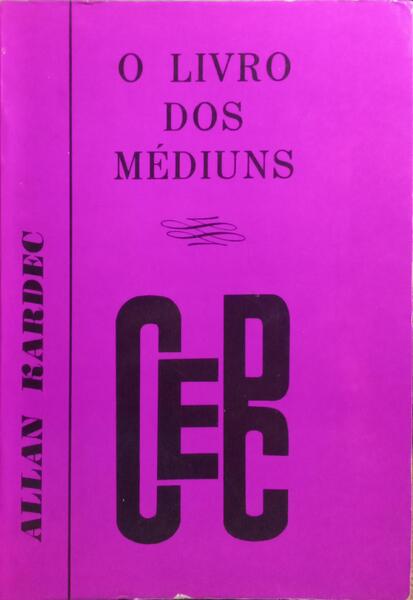 O LIVRO
DOS
MÉDIUNS
ALLAN KARDEC
CEPC